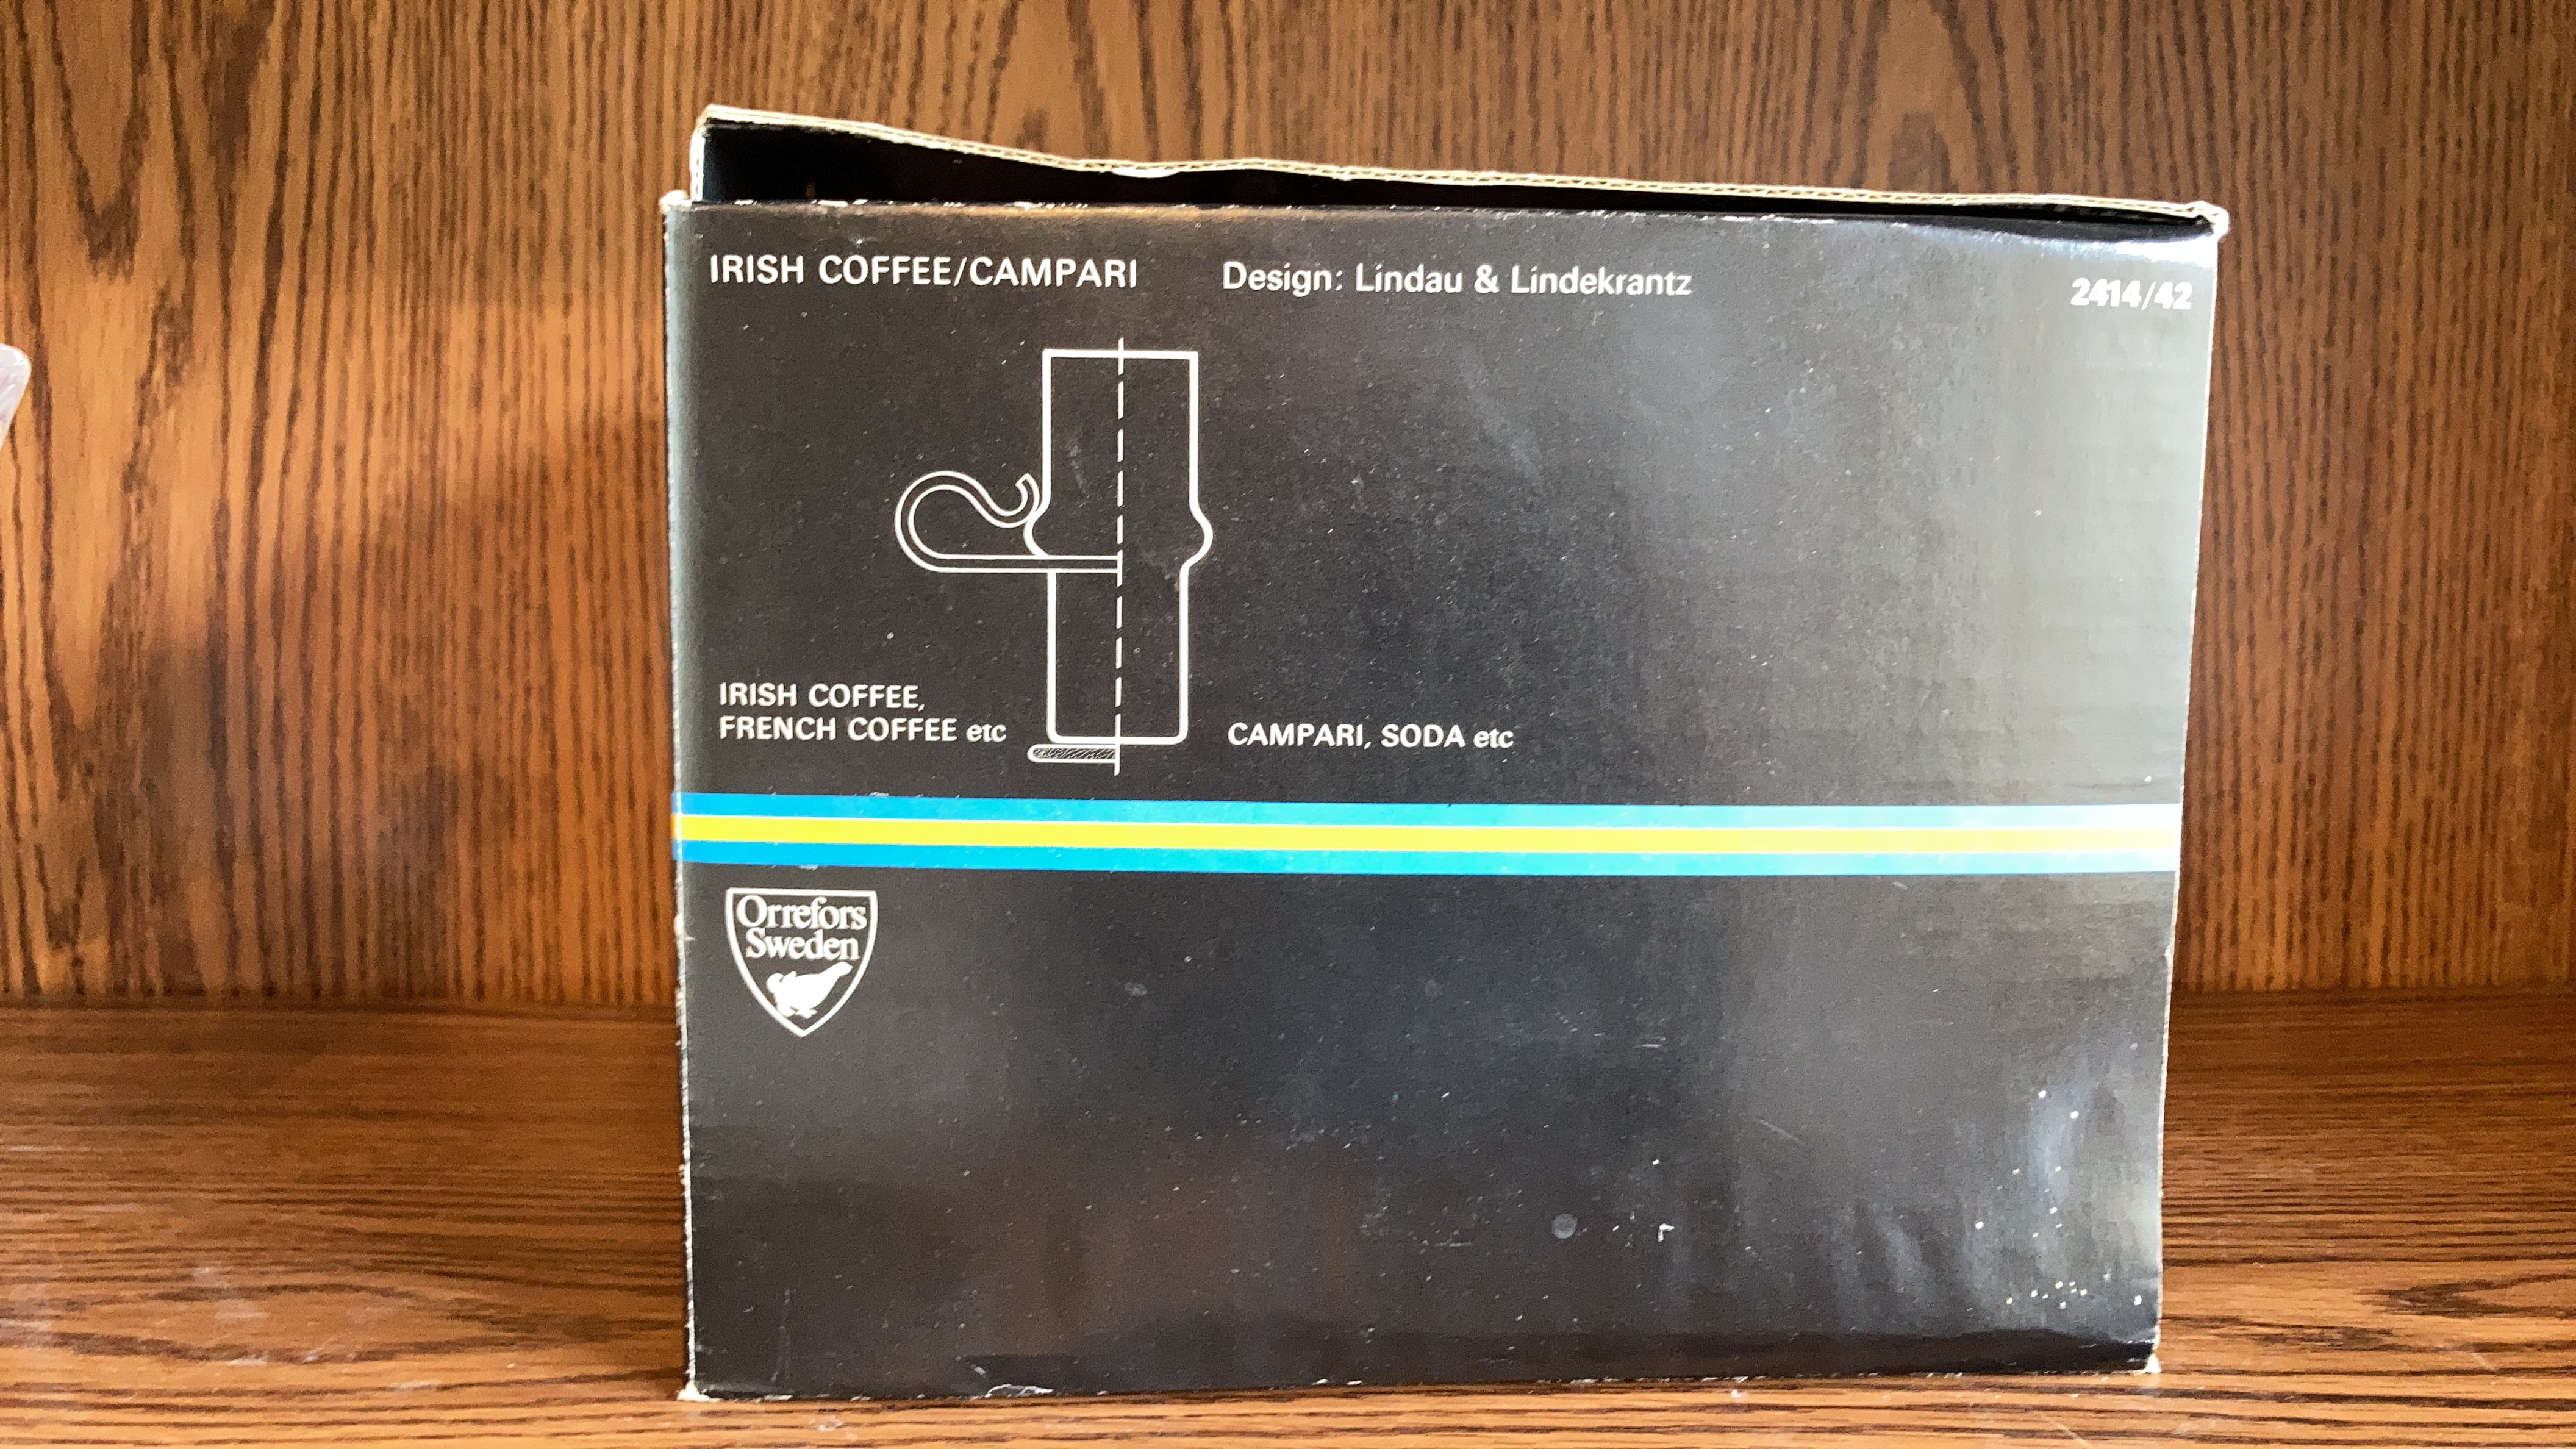 IRISH COFFEE/CAMPARI
Design: Lindau & Lindekrantz
2414/42
IRISH COFFEE,
FRENCH COFFEE etc
CAMPARI, SODA etc
Orrefors
Sweden